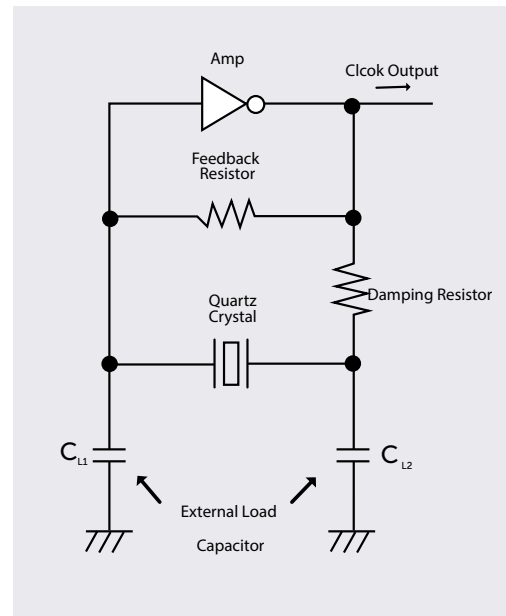 Amp
Clcok Output
Feedback
Resistor
Damping Resistor
Quartz
Crystal
CL1
CL2
External Load
Capacitor